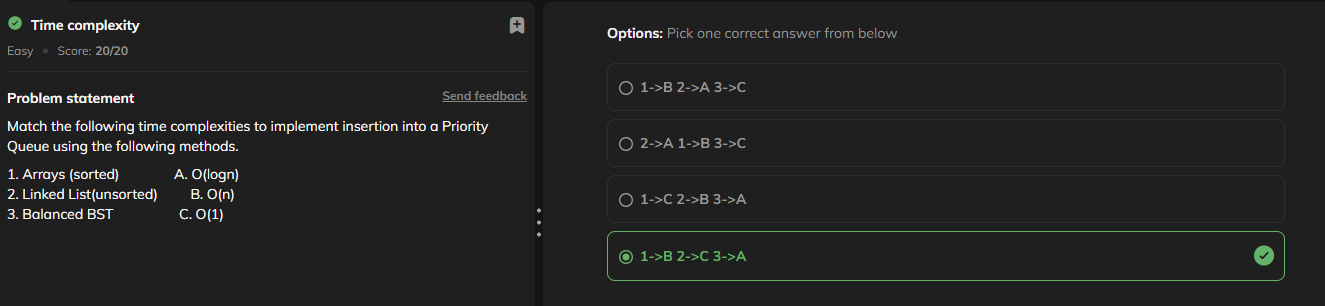 Time complexity
Easy • Score: 20/20
Problem statement
Send feedback
Match the following time complexities to implement insertion into a Priority
Queue using the following methods.
1. Arrays (sorted) A. O(logn)
2. Linked List(unsorted) B. O(n)
3. Balanced BST C. O(1)
Options: Pick one correct answer from below
1->B 2->A 3->C
2->A 1->B 3->C
1->C 2->B 3->A
1->B 2->C 3->A